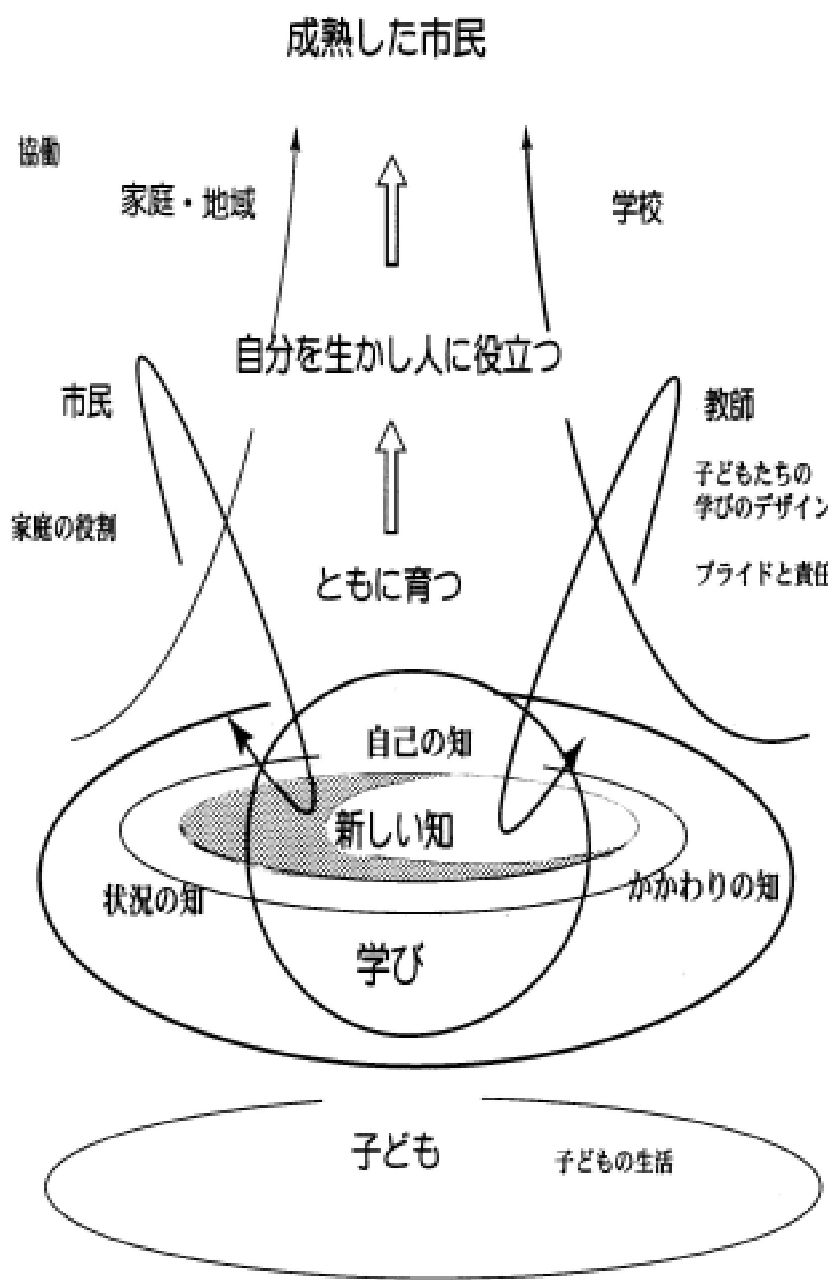 成熟した市民
協働
家庭・地域
学校
自分を生かし人に役立つ
市民
教師
子どもたちの
学びのデザイン
家庭の役割
プライドと責任
ともに育つ
自己の知
新しい知
状況の知
かかわりの知
学び
子ども
子どもの生活